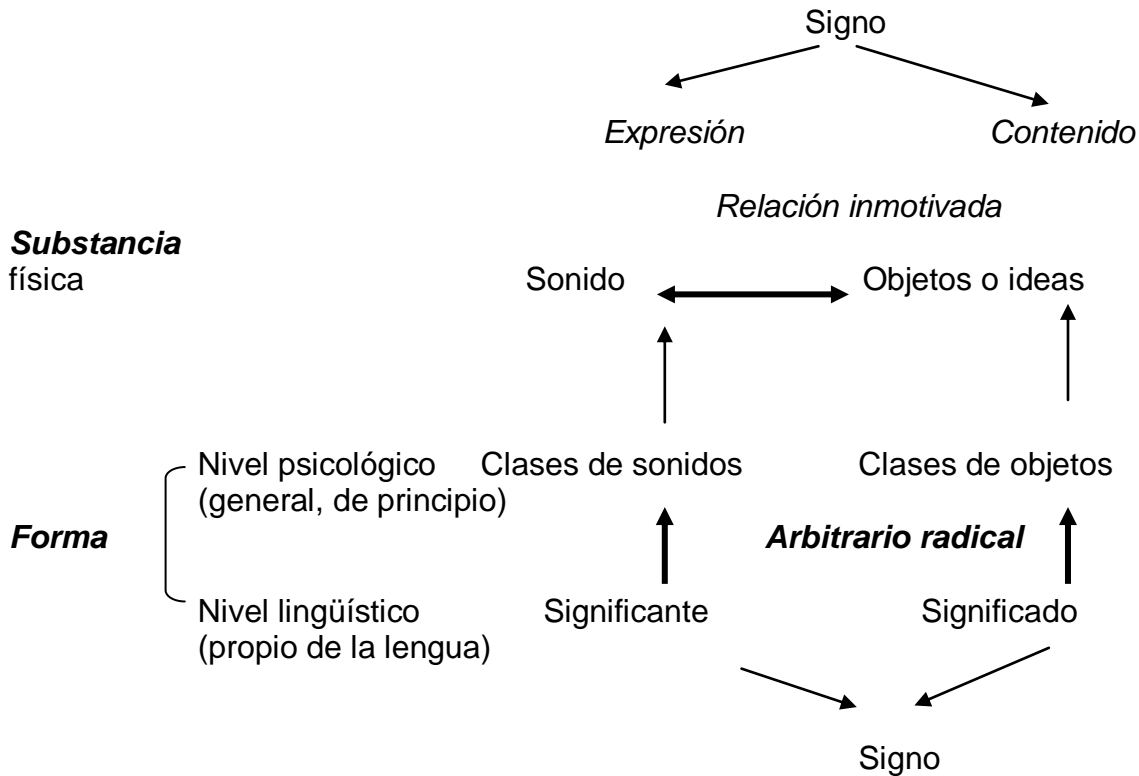 Signo
Expresión Contenido
Relación inmotivada
Substancia
física Sonido Objetos o ideas
Nivel psicológico Clases de sonidos Clases de objetos
(general, de principio)
Forma Arbitrario radical
Nivel lingüístico Significante Significado
(propio de la lengua)
Signo